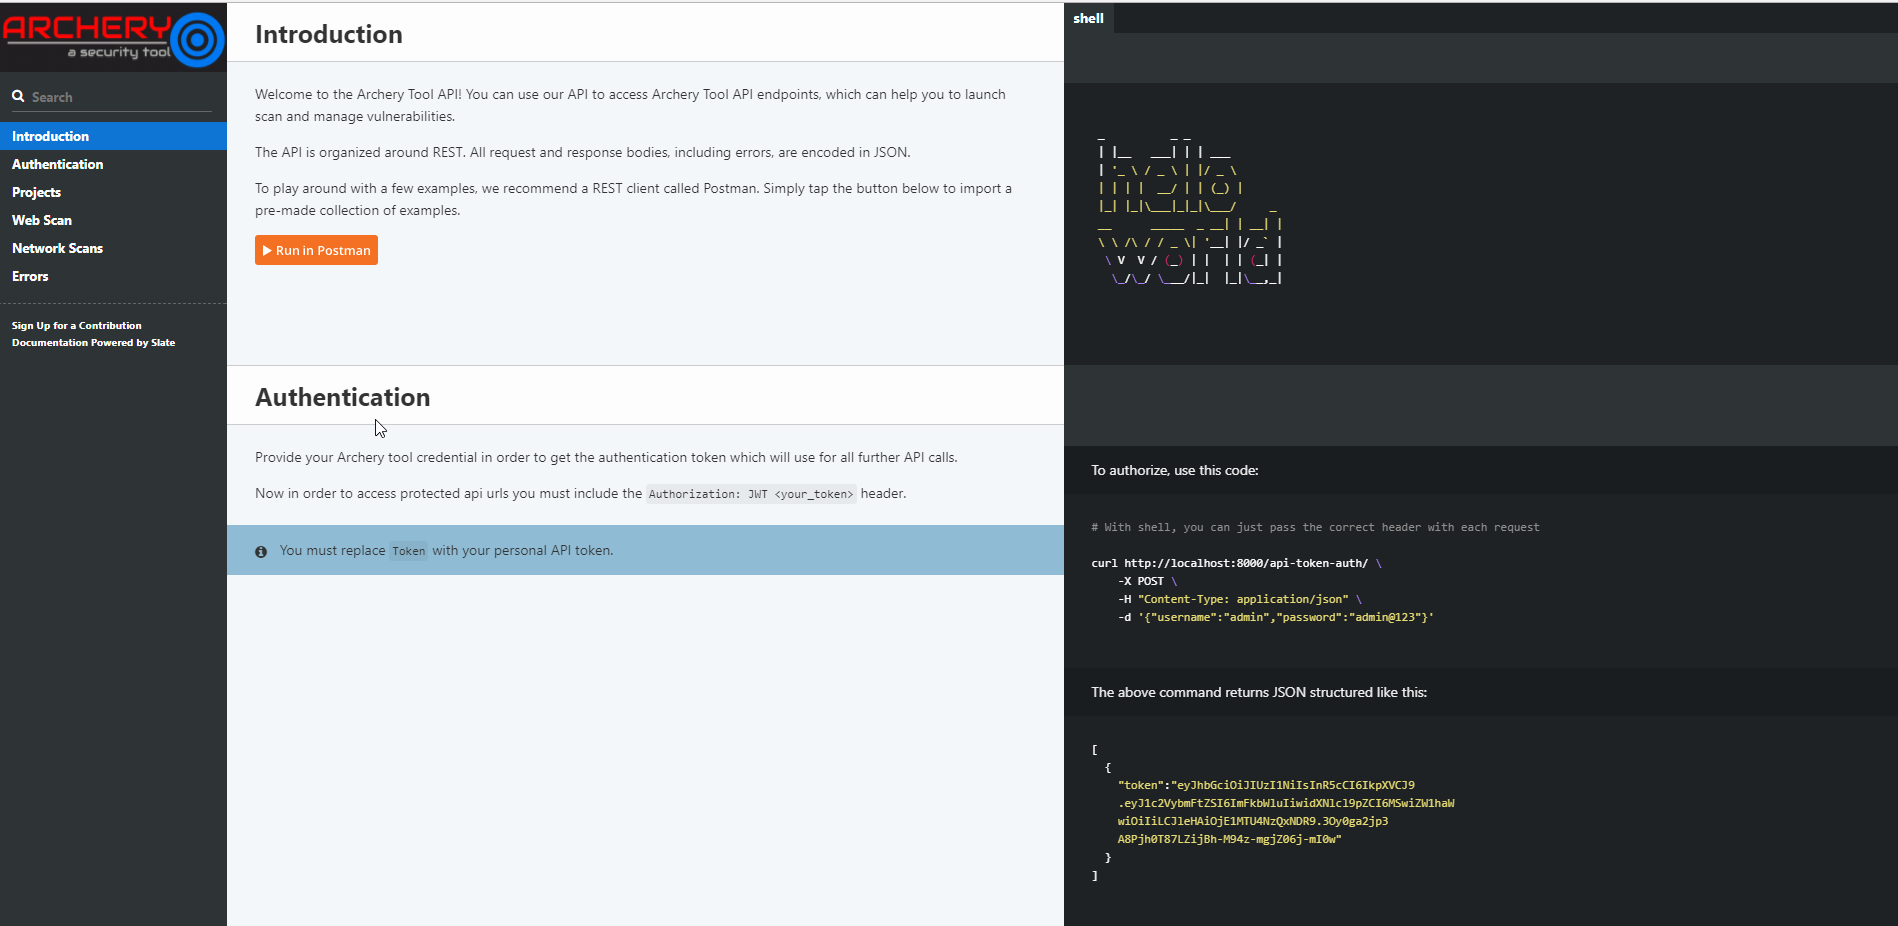 ARCHERY
a security tool
Search
Introduction
Authentication
Projects
Web Scan
Network Scans
Errors
Sign Up for a Contribution
Documentation Powered by Slate
Introduction
Welcome to the Archery Tool API! You can use our API to access Archery Tool API endpoints, which can help you to launch
scan and manage vulnerabilities.
The API is organized around REST. All request and response bodies, including errors, are encoded in JSON.
To play around with a few examples, we recommend a REST client called Postman. Simply tap the button below to import a
pre-made collection of examples.
Run in Postman
Authentication
Provide your Archery tool credential in order to get the authentication token which will use for all further API calls.
Now in order to access protected api urls you must include the Authorization: JWT <your_token> header.
You must replace Token with your personal API token.
shell
hello
world
To authorize, use this code:
# With shell, you can just pass the correct header with each request
curl http://localhost:8000/api-token-auth/ \
-X POST \
-H "Content-Type: application/json" \
-d '{"username":"admin","password":"admin@123"}'
The above command returns JSON structured like this:
[
{
"token":"eyJhbGciOiJIUzI1NiIsInR5cCI6IkpXVCJ9
.eyJ1c2VybmFtZSI6ImFkbWluIiwidXNlcl9pZCI6MSwiZW1haW
wiOiIiLCJleHAiOjE1MTU4NzQxNDR9.3Oy0ga2jp3
A8Pjh0T87LZijBh-M94z-mgjZ06j-mI0w"
}
]